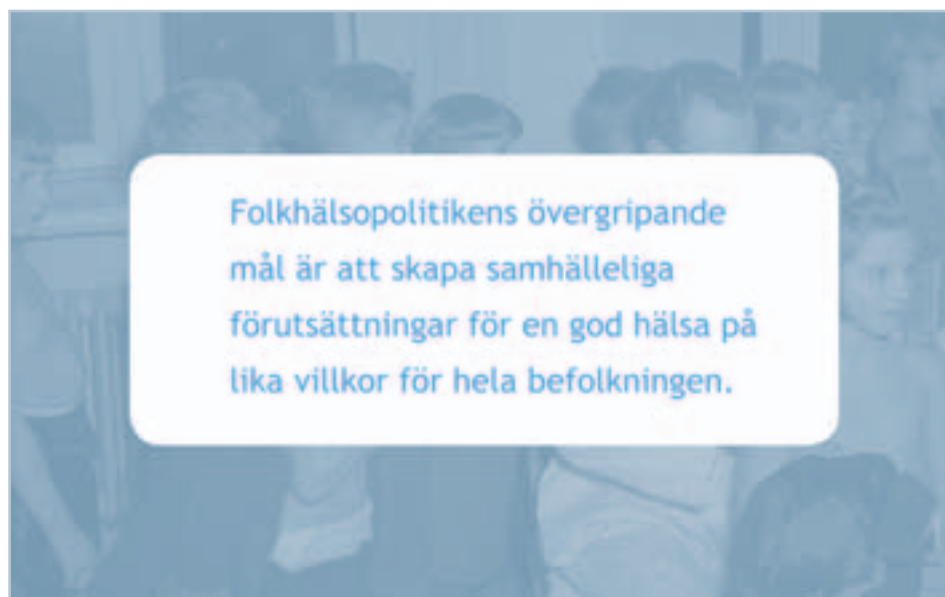 Folkhälsopolitikens övergripande
mål är att skapa samhälleliga
förutsättningar för en god hälsa på
lika villkor för hela befolkningen.